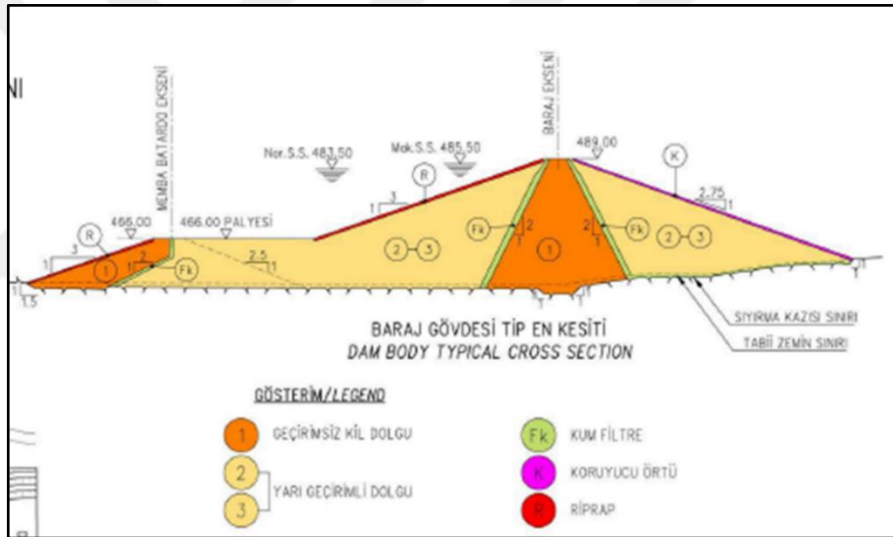 NI
MEMBA BATARDO EKSENİ
BARAJ EKSENİ
Nor.S.S. 483,50
Mak.S.S. 485,50
489.00
K
R
3
1
2.75
1
466.00
466.00 PALYESİ
R
3
1
1
2
1
Fk
2.5
1
2-3
Fk
2
1
1
2
1
Fk
2-3
1
1.5
1
1
1
1
SIYIRMA KAZISI SINIRI
TABİİ ZEMİN SINIRI
BARAJ GÖVDESİ TİP EN KESİTİ
DAM BODY TYPICAL CROSS SECTION
GÖSTERİM/LEGEND
1 GEÇİRİMSİZ KİL DOLGU
2
3
YARI GEÇİRİMLİ DOLGU
Fk KUM FİLTRE
K KORUYUCU ÖRTÜ
R RİPRAP